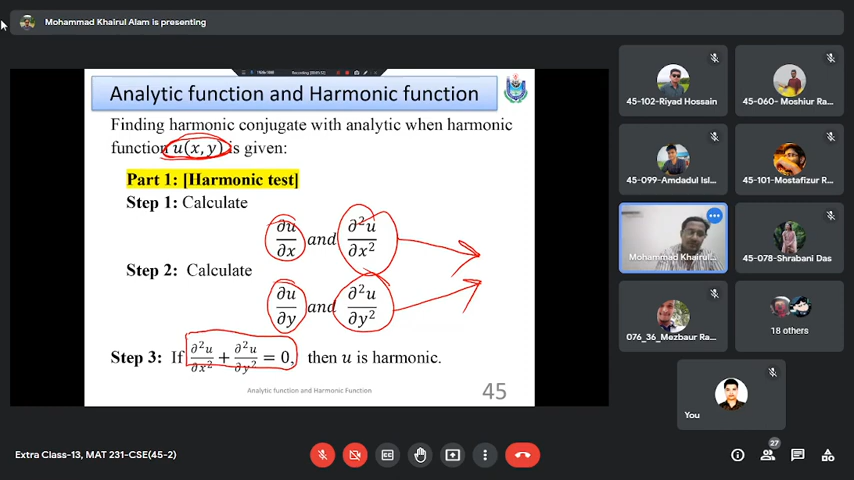 Mohammad Khairul Alam is presenting
Analytic function and Harmonic function
Finding harmonic conjugate with analytic when harmonic
function u(x, y) is given:
Part 1: [Harmonic test]
Step 1: Calculate
∂u/∂x and ∂²u/∂x²
Step 2: Calculate
∂u/∂y and ∂²u/∂y²
Step 3: If ∂²u/∂x² + ∂²u/∂y² = 0, then u is harmonic.
Analytic function and Harmonic Function
45
45-102-Riyad Hossain
45-060- Moshiur Ra...
45-099-Amdadul Isl...
45-101-Mostafizur R...
Mohammad Khairul...
45-078-Shrabani Das
076_36_Mezbaur Ra...
18 others
You
Extra Class-13, MAT 231-CSE(45-2)
27